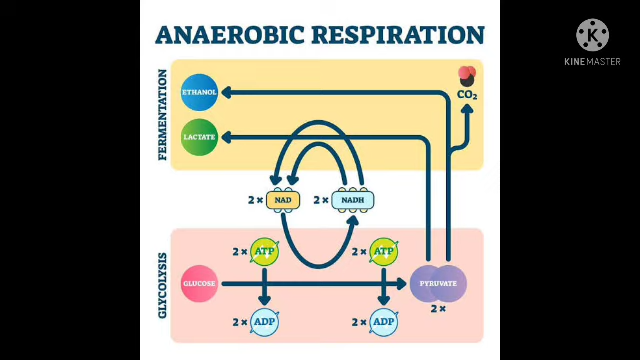 ANAEROBIC RESPIRATION
K
KINEMASTER
FERMENTATION
ETHANOL
CO₂
LACTATE
2 × NAD
2 × NADH
GLYCOLYSIS
2 × ATP
2 × ATP
GLUCOSE
PYRUVATE
2 ×
2 × ADP
2 × ADP